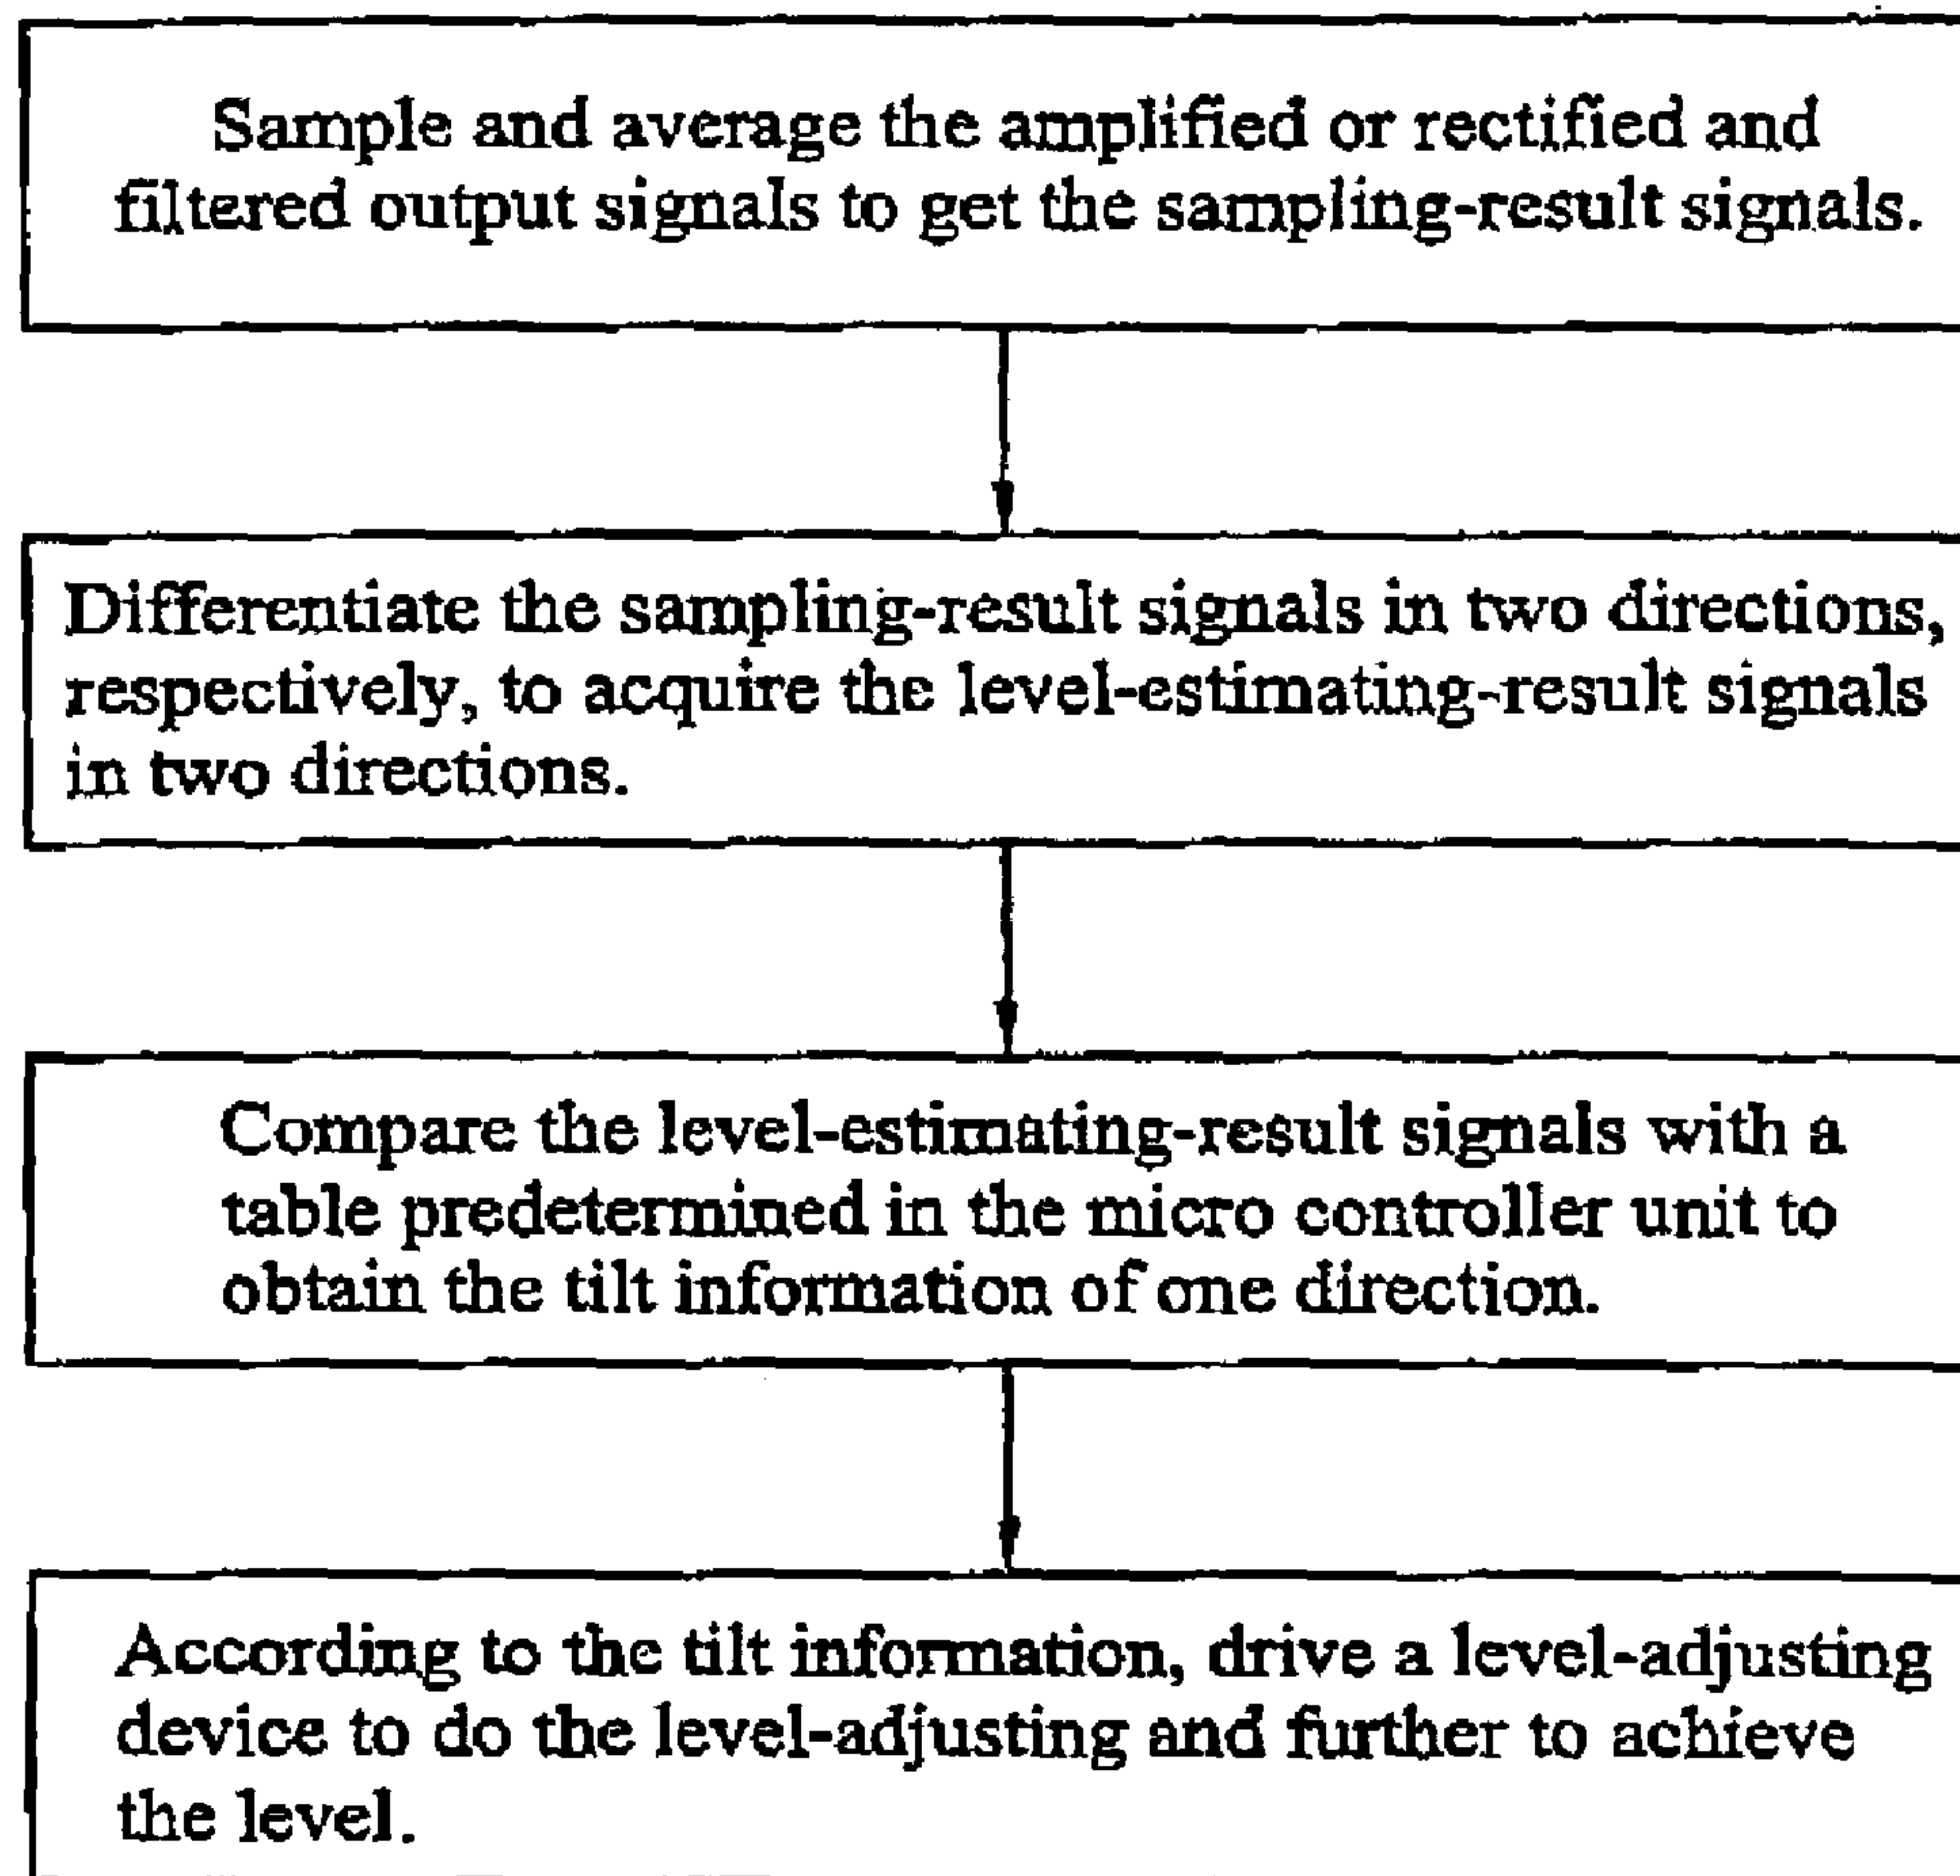 Sample and average the amplified or rectified and
filtered output signals to get the sampling-result signals.
Differentiate the sampling-result signals in two directions,
respectively, to acquire the level-estimating-result signals
in two directions.
Compare the level-estimating-result signals with a
table predetermined in the micro controller unit to
obtain the tilt information of one direction.
According to the tilt information, drive a level-adjusting
device to do the level-adjusting and further to achieve
the level.